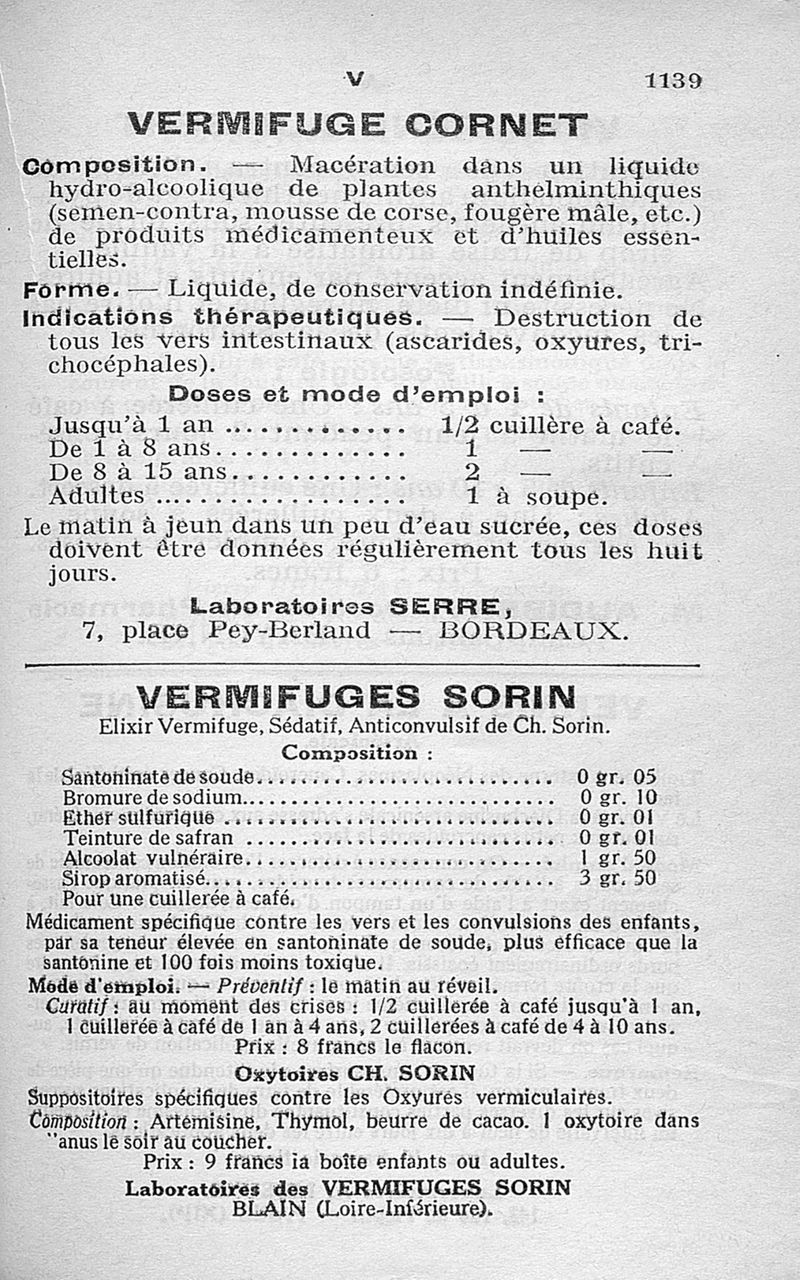 V 1139
VERMIFUGE CORNET
Composition. — Macération dans un liquide
hydro-alcoolique de plantes anthelminthiques
(semen-contra, mousse de corse, fougère mâle, etc.)
de produits médicamenteux et d'huiles essen-
tielles.
Forme. — Liquide, de conservation indéfinie.
Indications thérapeutiques. — Destruction de
tous les vers intestinaux (ascarides, oxyures, tri-
chocéphales).
Doses et mode d'emploi :
Jusqu'à 1 an .............. 1/2 cuillère à café.
De 1 à 8 ans.............. 1 — —
De 8 à 15 ans............. 2 — —
Adultes .................. 1 à soupe.
Le matin à jeun dans un peu d'eau sucrée, ces doses
doivent être données régulièrement tous les huit
jours.
Laboratoires SERRE,
7, place Pey-Berland — BORDEAUX.
VERMIFUGES SORIN
Elixir Vermifuge, Sédatif, Anticonvulsif de Ch. Sorin.
Composition :
Santoninate de soude............................ 0 gr. 05
Bromure de sodium............................. 0 gr. 10
Ether sulfurique .............................. 0 gr. 01
Teinture de safran ............................ 0 gr. 01
Alcoolat vulnéraire............................ 1 gr. 50
Sirop aromatisé................................ 3 gr. 50
Pour une cuillerée à café.
Médicament spécifique contre les vers et les convulsions des enfants,
par sa teneur élevée en santoninate de soude, plus efficace que la
santonine et 100 fois moins toxique.
Mode d'emploi. — Préventif : le matin au réveil.
Curatif : au moment des crises : 1/2 cuillerée à café jusqu'à 1 an,
1 cuillerée à café de 1 an à 4 ans, 2 cuillerées à café de 4 à 10 ans.
Prix : 8 francs le flacon.
Oxytoires CH. SORIN
Suppositoires spécifiques contre les Oxyures vermiculaires.
Composition : Artémisine, Thymol, beurre de cacao. 1 oxytoire dans
"anus le soir au coucher.
Prix : 9 francs la boîte enfants ou adultes.
Laboratoires des VERMIFUGES SORIN
BLAIN (Loire-Inférieure).